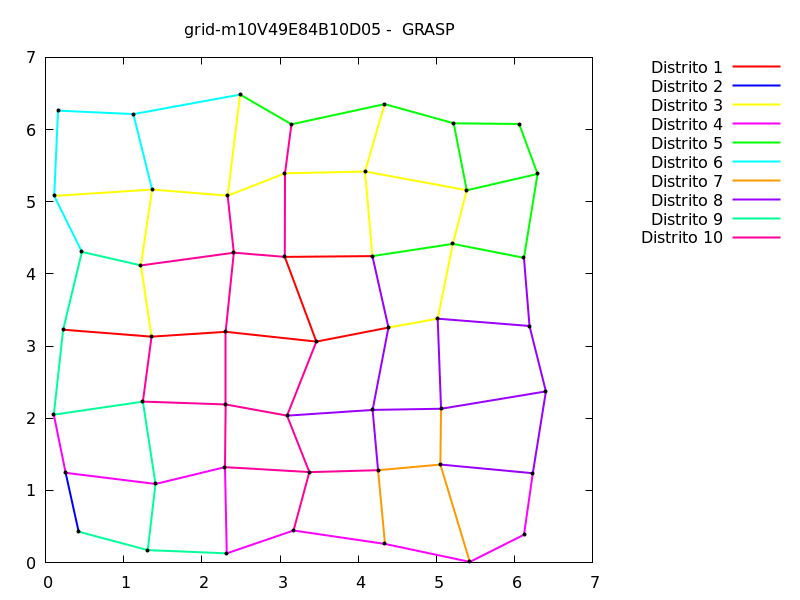 grid-m10V49E84B10D05 -  GRASP
Distrito 1
Distrito 2
Distrito 3
Distrito 4
Distrito 5
Distrito 6
Distrito 7
Distrito 8
Distrito 9
Distrito 10
7
6
5
4
3
2
1
0
0 1 2 3 4 5 6 7